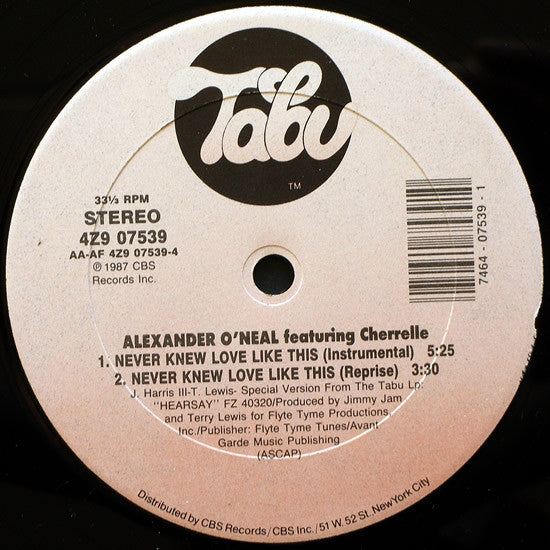 Tabu
TM
33⅓ RPM
STEREO
4Z9 07539
AA-AF 4Z9 07539-4
℗ 1987 CBS
Records Inc.
7464 - 07539 - 1
ALEXANDER O'NEAL featuring Cherrelle
1. NEVER KNEW LOVE LIKE THIS (Instrumental) 5:25
2. NEVER KNEW LOVE LIKE THIS (Reprise) 3:30
J. Harris III-T. Lewis- Special Version From The Tabu Lp:
"HEARSAY" FZ 40320/Produced by Jimmy Jam
and Terry Lewis for Flyte Tyme Productions,
Inc./Publisher: Flyte Tyme Tunes/Avant
Garde Music Publishing
(ASCAP)
Distributed by CBS Records/CBS Inc./51 W. 52 St. NewYork City